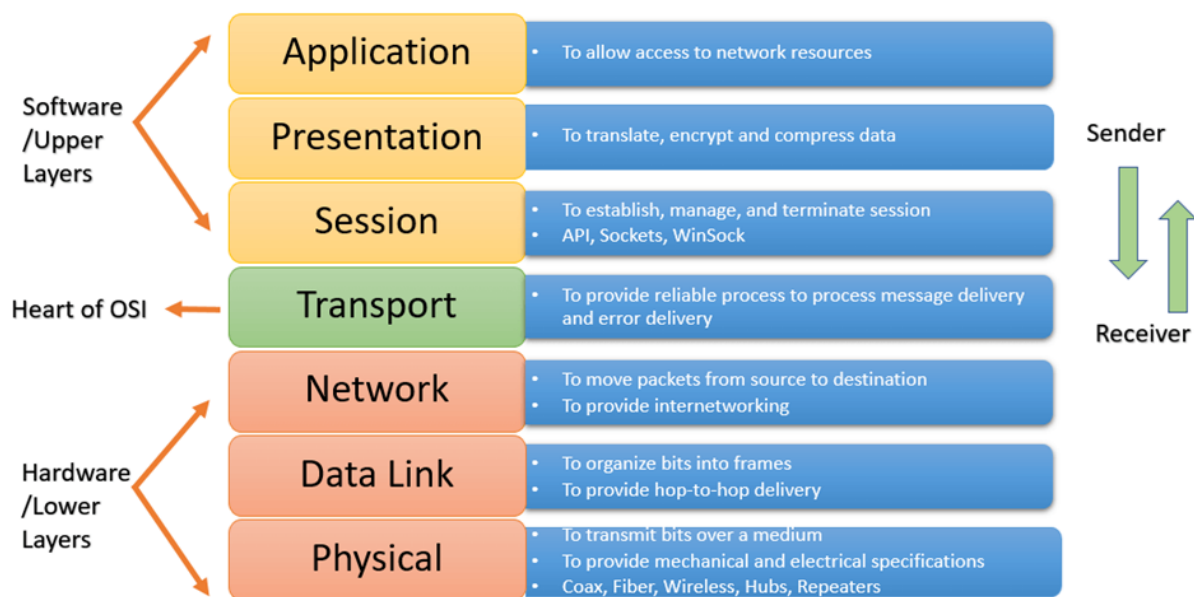 Application
• To allow access to network resources
Software
/Upper
Layers
Presentation
• To translate, encrypt and compress data
Sender
Session
• To establish, manage, and terminate session
• API, Sockets, WinSock
Heart of OSI
Transport
• To provide reliable process to process message delivery
and error delivery
Receiver
Network
• To move packets from source to destination
• To provide internetworking
Hardware
/Lower
Layers
Data Link
• To organize bits into frames
• To provide hop-to-hop delivery
Physical
• To transmit bits over a medium
• To provide mechanical and electrical specifications
• Coax, Fiber, Wireless, Hubs, Repeaters